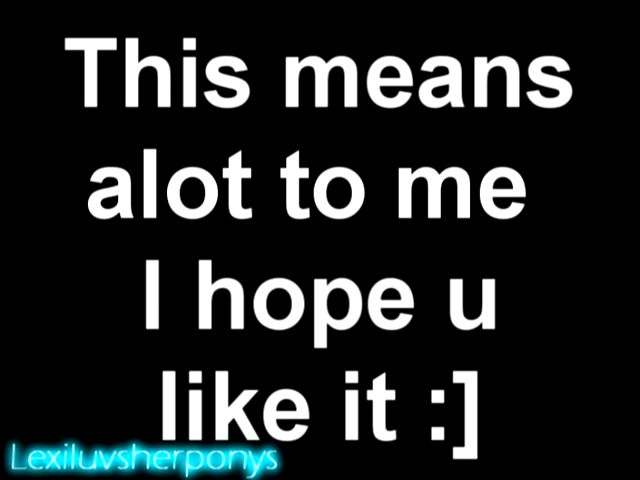 This means
alot to me
I hope u
like it :]
Lexiluvsherponys